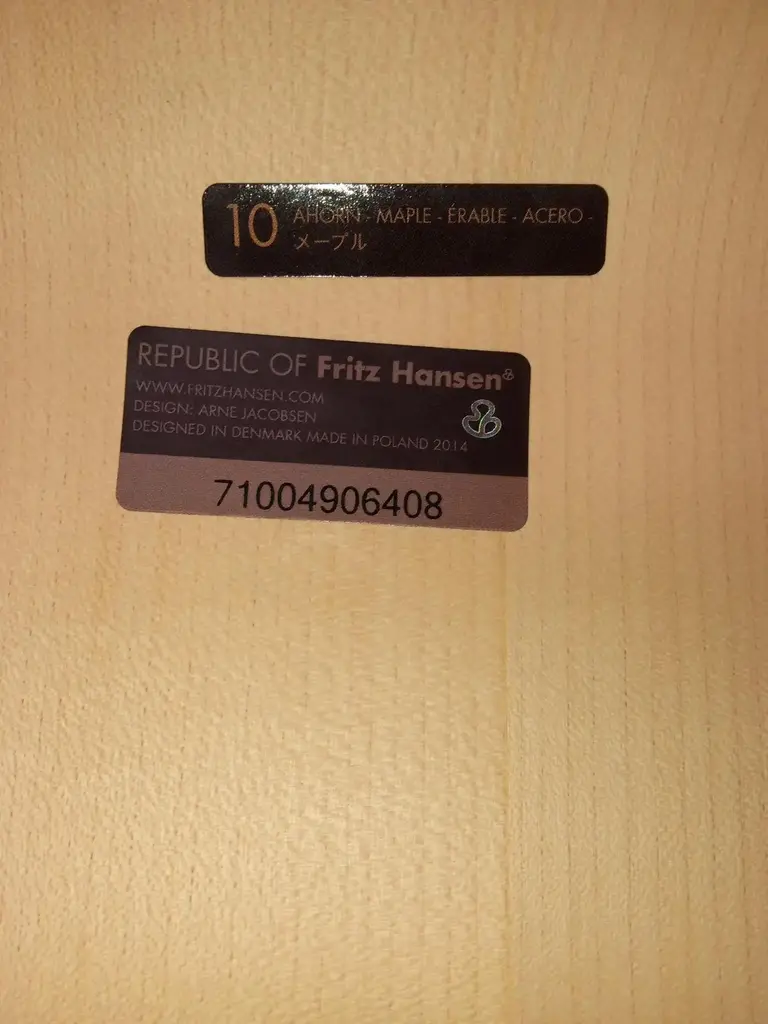 10 AHORN - MAPLE - ÉRABLE - ACERO -
メープル
REPUBLIC OF Fritz Hansen®
WWW.FRITZHANSEN.COM
DESIGN: ARNE JACOBSEN
DESIGNED IN DENMARK MADE IN POLAND 2014
71004906408